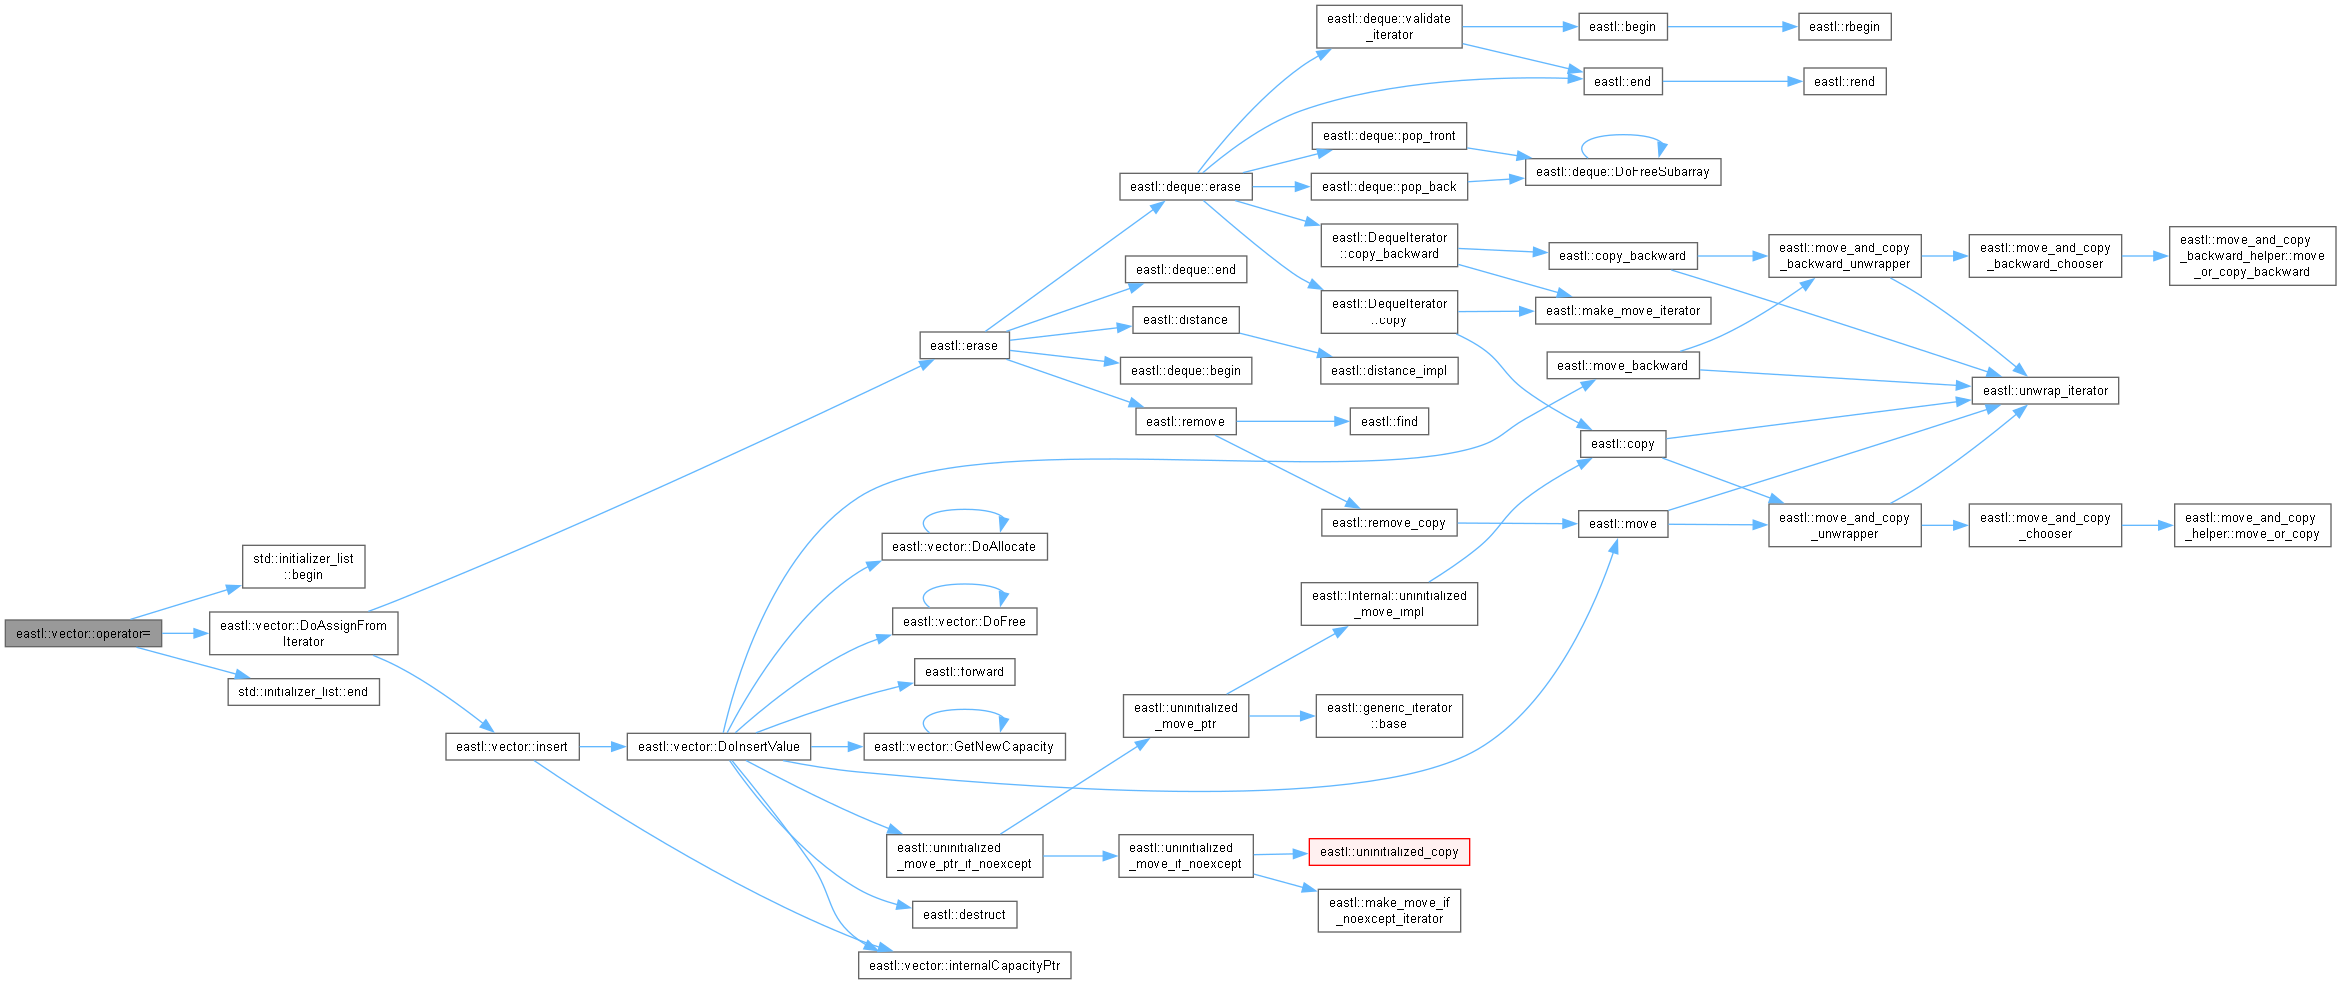 eastl::vector::operator=
std::initializer_list
::begin
eastl::vector::DoAssignFrom
Iterator
std::initializer_list::end
eastl::erase
eastl::vector::insert
eastl::deque::erase
eastl::deque::end
eastl::distance
eastl::deque::begin
eastl::remove
eastl::vector::DoInsertValue
eastl::vector::DoAllocate
eastl::vector::DoFree
eastl::forward
eastl::vector::GetNewCapacity
eastl::uninitialized
_move_ptr_if_noexcept
eastl::destruct
eastl::vector::internalCapacityPtr
eastl::uninitialized
_move_ptr
eastl::uninitialized
_move_if_noexcept
eastl::deque::validate
_iterator
eastl::deque::pop_front
eastl::deque::pop_back
eastl::DequeIterator
::copy_backward
eastl::DequeIterator
::copy
eastl::distance_impl
eastl::find
eastl::remove_copy
eastl::Internal::uninitialized
_move_impl
eastl::generic_iterator
::base
eastl::uninitialized_copy
eastl::make_move_if
_noexcept_iterator
eastl::begin
eastl::end
eastl::deque::DoFreeSubarray
eastl::copy_backward
eastl::make_move_iterator
eastl::move_backward
eastl::copy
eastl::move
eastl::rbegin
eastl::rend
eastl::move_and_copy
_backward_unwrapper
eastl::move_and_copy
_unwrapper
eastl::move_and_copy
_backward_chooser
eastl::unwrap_iterator
eastl::move_and_copy
_chooser
eastl::move_and_copy
_backward_helper::move
_or_copy_backward
eastl::move_and_copy
_helper::move_or_copy